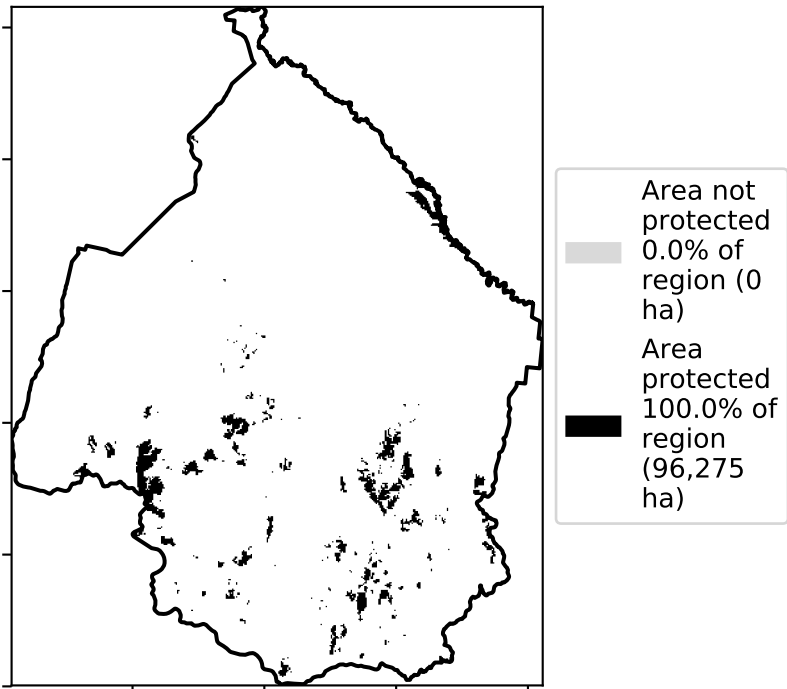 Area not
protected
0.0% of
region (0
ha)
Area
protected
100.0% of
region
(96,275
ha)